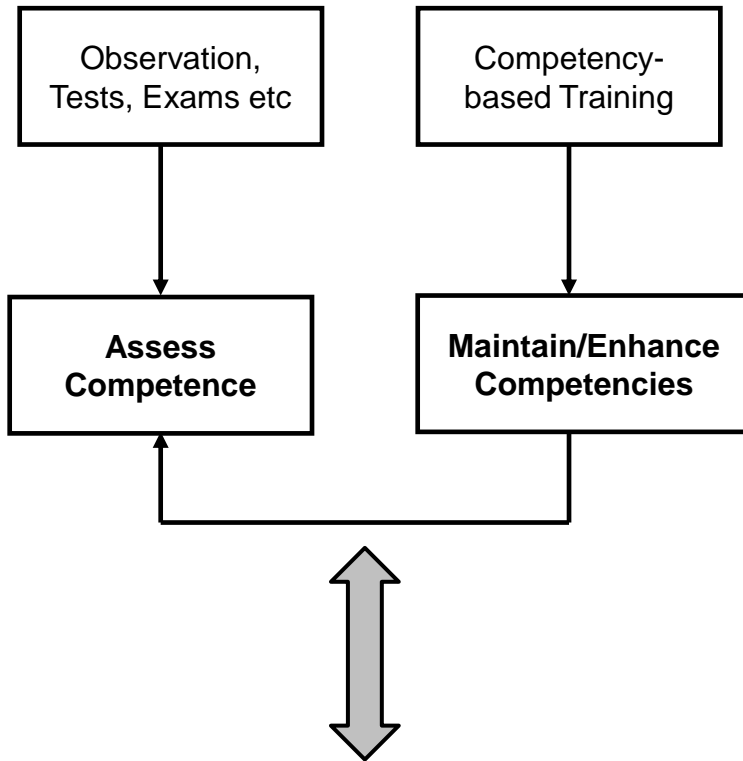 Observation,
Tests, Exams etc
Competency-
based Training
Assess
Competence
Maintain/Enhance
Competencies